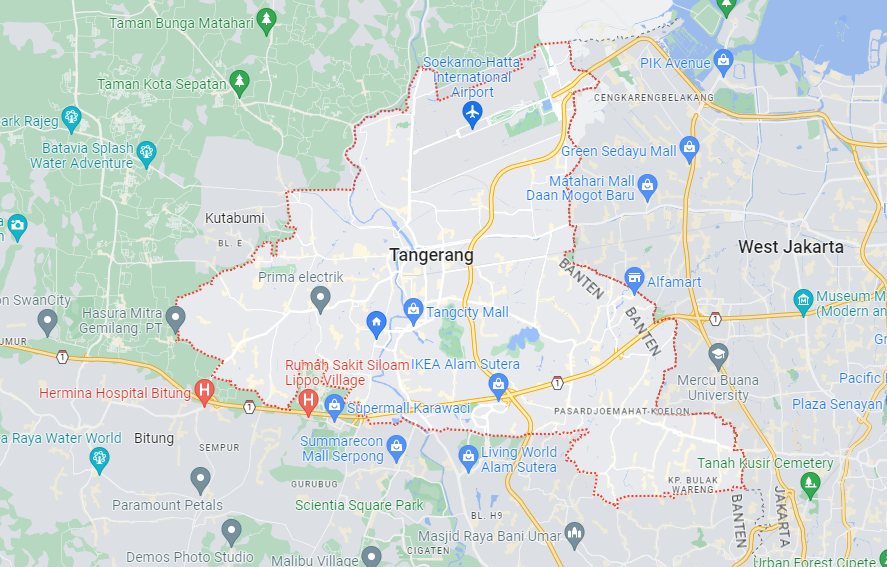 Taman Bunga Matahari
Soekarno-Hatta
International
Airport
PIK Avenue
Taman Kota Sepatan
CENGKARENGBELAKANG
ark Rajeg
Batavia Splash
Water Adventure
Green Sedayu Mall
Matahari Mall
Daan Mogot Baru
Kutabumi
BL. E
Tangerang
West Jakarta
Prima electrik
BANTEN
Alfamart
on SwanCity
Hasura Mitra
Gemilang PT
Tangcity Mall
BANTEN
Museum M
(Modern an
UMUR
1
1
Rumah Sakit Siloam
Lippo Village
IKEA Alam Sutera
Mercu Buana
University
Pacific
Hermina Hospital Bitung
1
Supermall Karawaci
1
PASARDJOEMAHAT-KOELON
Plaza Senayan
a Raya Water World
Bitung
SEMPUR
Summarecon
Mall Serpong
Living World
Alam Sutera
Tanah Kusir Cemetery
GURUBUG
KP. BULAK
WARENG
Paramount Petals
Scientia Square Park
BL. H9
BANTEN
JAKARTA
Masjid Raya Bani Umar
CIGATEN
Demos Photo Studio
Malibu Village
Urban Forest Cipete